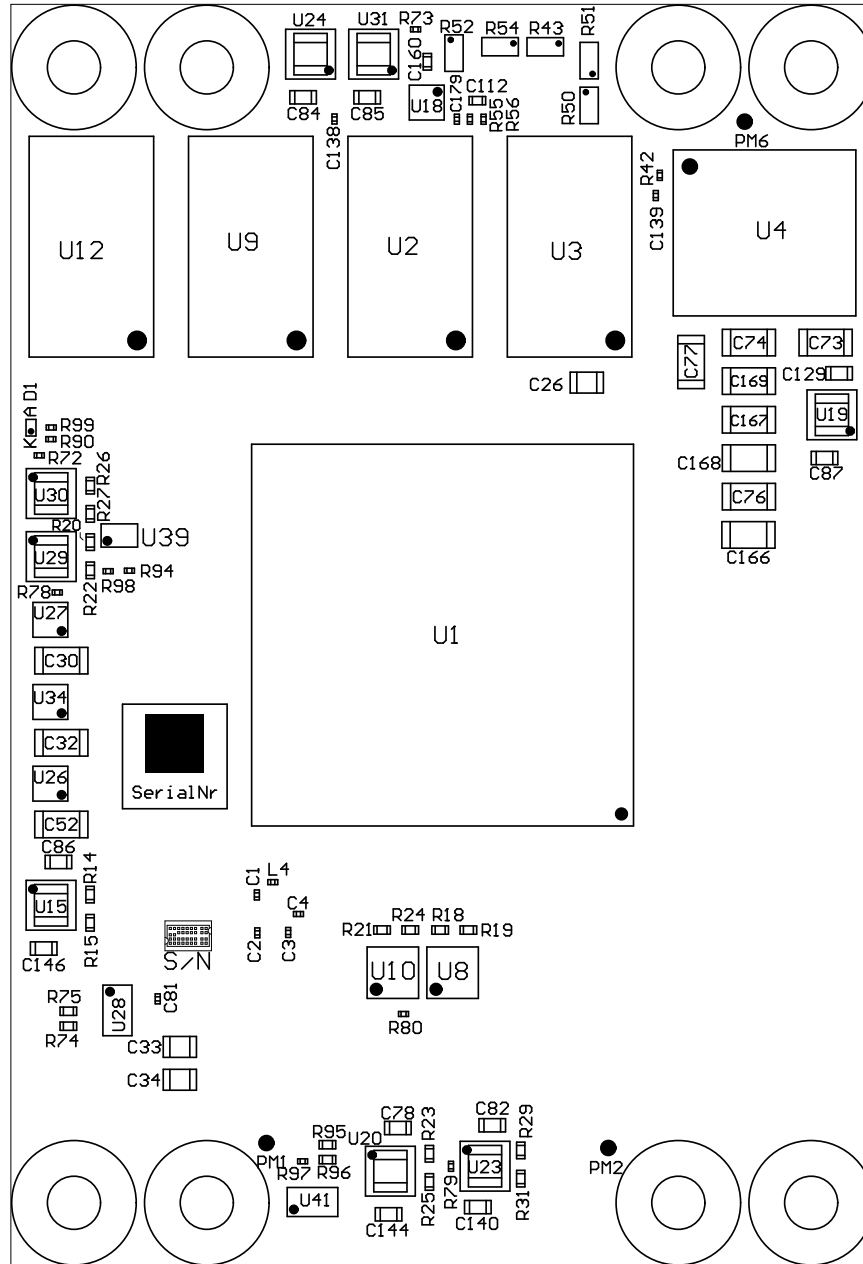 U24 U31 R73 R52 R54 R43 R51
C160
C84 C85 U18 C179 C112 R50
C138 R55 R56 PM6
R42
C139
U12 U9 U2 U3 U4
C77 C74 C73
C26 C169 C129
K A D1
R99
R90
R72
C167 U19
C168 C87
U30 R26
R27 C76
R20 U39
U29 C166
R22 R98 R94
R78
U27
U1
C30
U34
C32
SerialNr
U26
C52
C86
R14 C1 L4
U15 C4
R15 C2 C3 R21 R24 R18 R19
C146 S/N
U10 U8
R75 U28 C81
R74 R80
C33
C34
C78 R23 C82 R29
R95 U20
PM1 R97 R96 U23 PM2
U41 R25 R79 R31
C144 C140